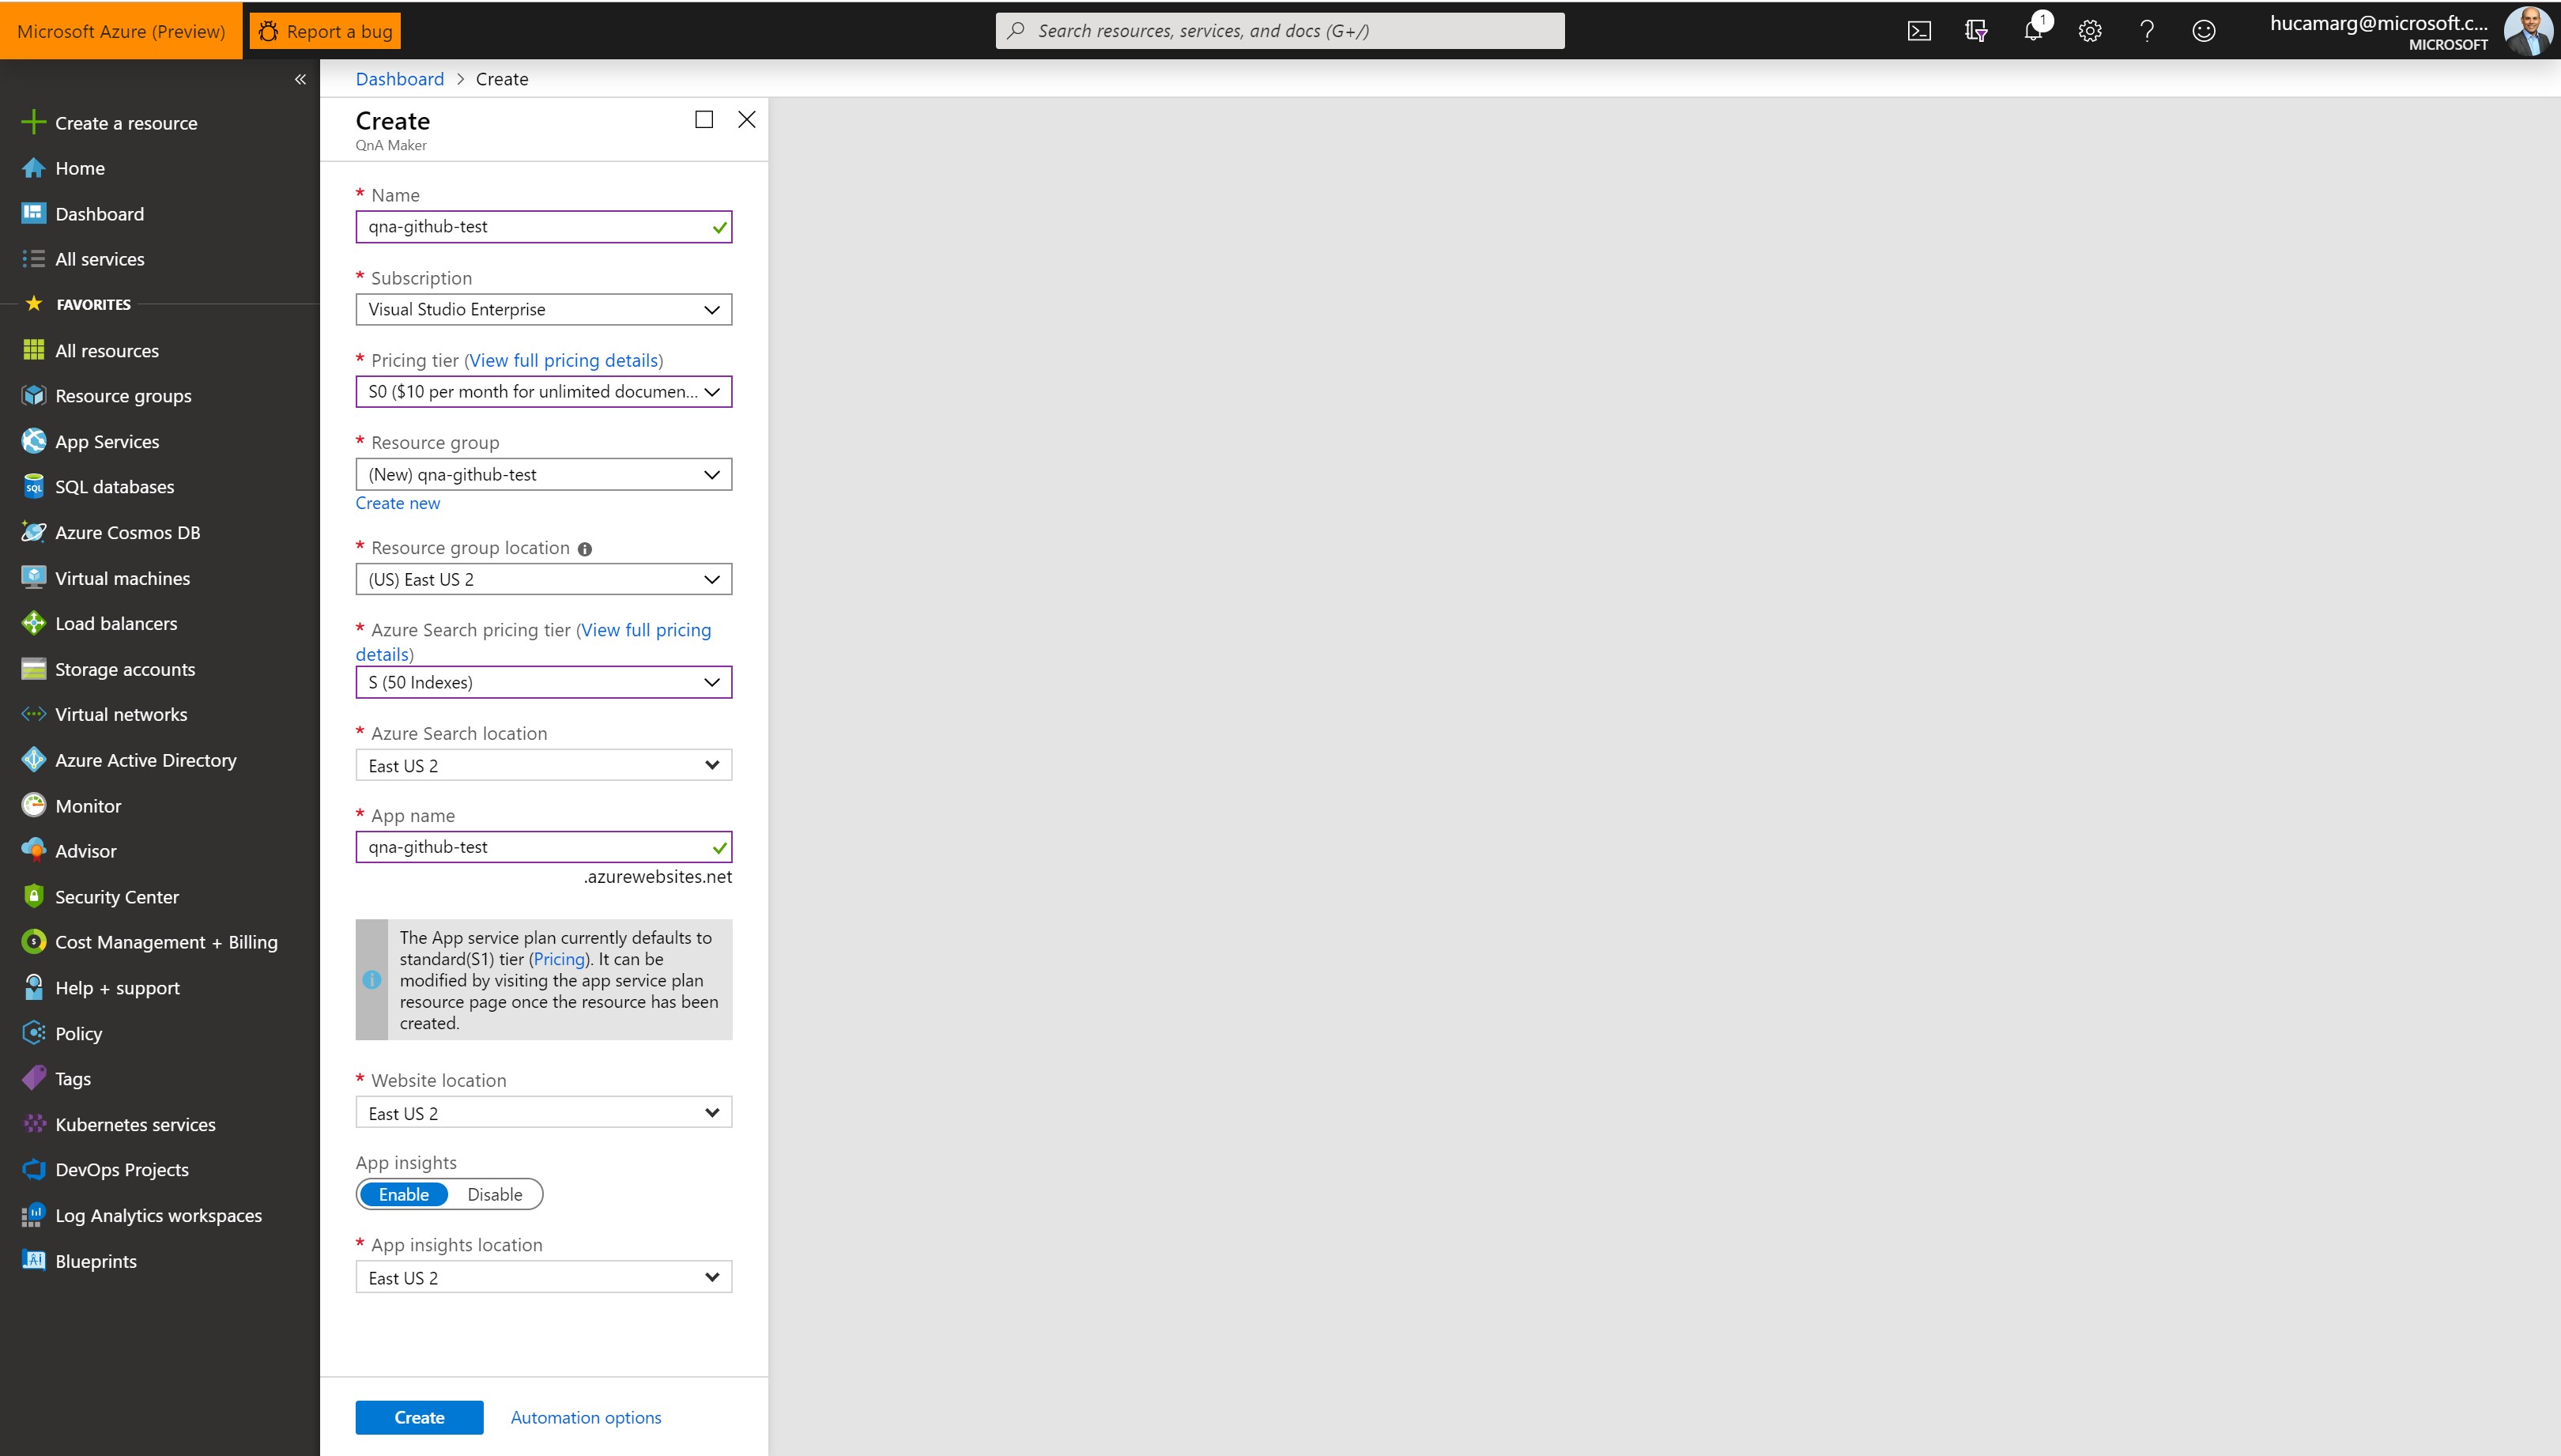 Microsoft Azure (Preview)
Report a bug
Search resources, services, and docs (G+/)
1
hucamarg@microsoft.c...
MICROSOFT
«
Create a resource
Home
Dashboard
All services
FAVORITES
All resources
Resource groups
App Services
SQL databases
Azure Cosmos DB
Virtual machines
Load balancers
Storage accounts
Virtual networks
Azure Active Directory
Monitor
Advisor
Security Center
Cost Management + Billing
Help + support
Policy
Tags
Kubernetes services
DevOps Projects
Log Analytics workspaces
Blueprints
Dashboard > Create
Create
QnA Maker
* Name
qna-github-test
* Subscription
Visual Studio Enterprise
* Pricing tier (View full pricing details)
S0 ($10 per month for unlimited documen...
* Resource group
(New) qna-github-test
Create new
* Resource group location
(US) East US 2
* Azure Search pricing tier (View full pricing
details)
S (50 Indexes)
* Azure Search location
East US 2
* App name
qna-github-test
.azurewebsites.net
The App service plan currently defaults to
standard(S1) tier (Pricing). It can be
modified by visiting the app service plan
resource page once the resource has been
created.
* Website location
East US 2
App insights
Enable Disable
* App insights location
East US 2
Create
Automation options